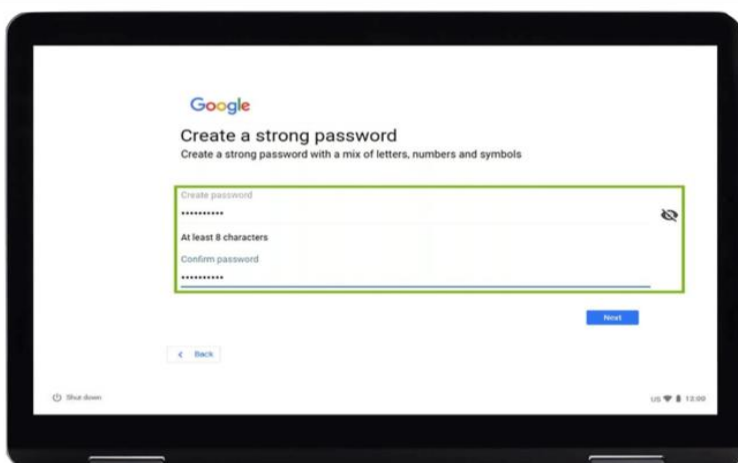 Google
Create a strong password
Create a strong password with a mix of letters, numbers and symbols
Create password
••••••••••
At least 8 characters
Confirm password
••••••••••
Next
Back
Shut down
US 12:00